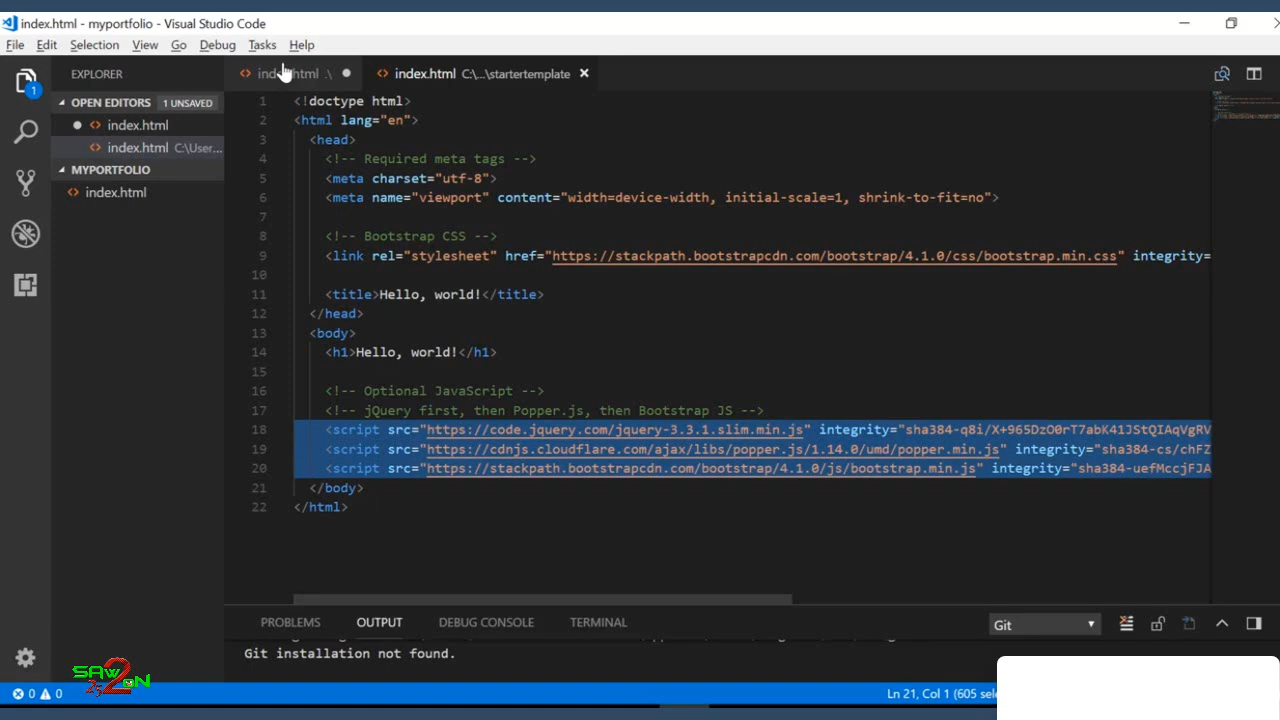 index.html - myportfolio - Visual Studio Code
File Edit Selection View Go Debug Tasks Help
EXPLORER
OPEN EDITORS 1 UNSAVED
index.html
index.html C:\User...
MYPORTFOLIO
index.html
1
html .\
index.html C:\...\startertemplate
1 <!doctype html>
2 <html lang="en">
3 <head>
4 <!-- Required meta tags -->
5 <meta charset="utf-8">
6 <meta name="viewport" content="width=device-width, initial-scale=1, shrink-to-fit=no">
7
8 <!-- Bootstrap CSS -->
9 <link rel="stylesheet" href="https://stackpath.bootstrapcdn.com/bootstrap/4.1.0/css/bootstrap.min.css" integrity=
10
11 <title>Hello, world!</title>
12 </head>
13 <body>
14 <h1>Hello, world!</h1>
15
16 <!-- Optional JavaScript -->
17 <!-- jQuery first, then Popper.js, then Bootstrap JS -->
18 <script src="https://code.jquery.com/jquery-3.3.1.slim.min.js" integrity="sha384-q8i/X+965DzO0rT7abK41JStQIAqVgRV
19 <script src="https://cdnjs.cloudflare.com/ajax/libs/popper.js/1.14.0/umd/popper.min.js" integrity="sha384-cs/chFZ
20 <script src="https://stackpath.bootstrapcdn.com/bootstrap/4.1.0/js/bootstrap.min.js" integrity="sha384-uefMccjFJA
21 </body>
22 </html>
PROBLEMS OUTPUT DEBUG CONSOLE TERMINAL
Git
Git installation not found.
0 0
Ln 21, Col 1 (605 sele